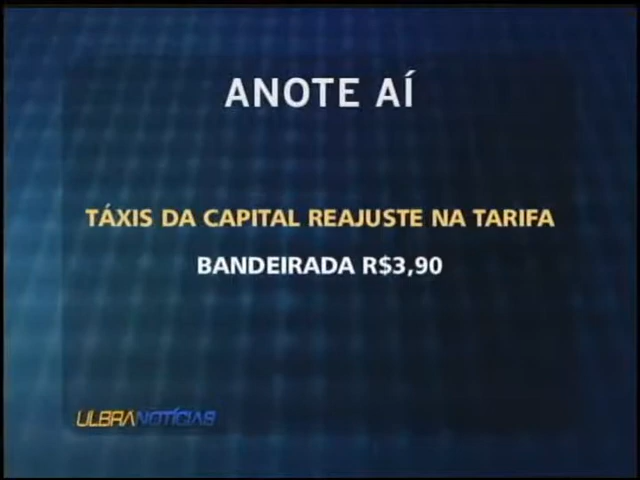 ANOTE AÍ
TÁXIS DA CAPITAL REAJUSTE NA TARIFA
BANDEIRADA R$3,90
ULBRANOTÍCIAS